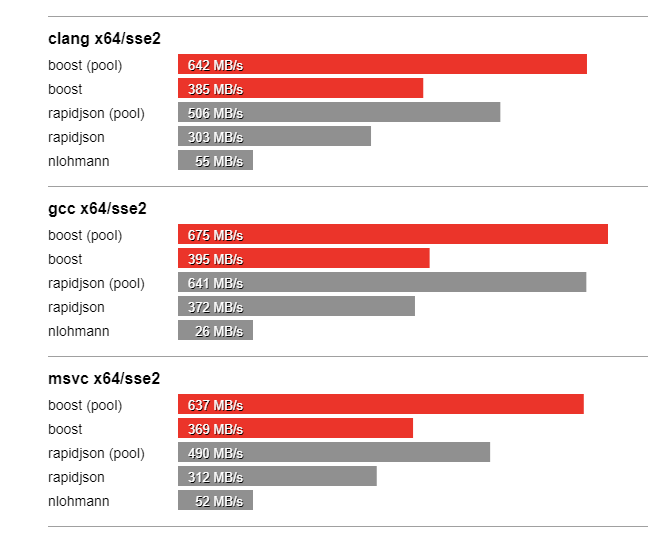 clang x64/sse2
boost (pool) 642 MB/s
boost 385 MB/s
rapidjson (pool) 506 MB/s
rapidjson 303 MB/s
nlohmann 55 MB/s
gcc x64/sse2
boost (pool) 675 MB/s
boost 395 MB/s
rapidjson (pool) 641 MB/s
rapidjson 372 MB/s
nlohmann 26 MB/s
msvc x64/sse2
boost (pool) 637 MB/s
boost 369 MB/s
rapidjson (pool) 490 MB/s
rapidjson 312 MB/s
nlohmann 52 MB/s